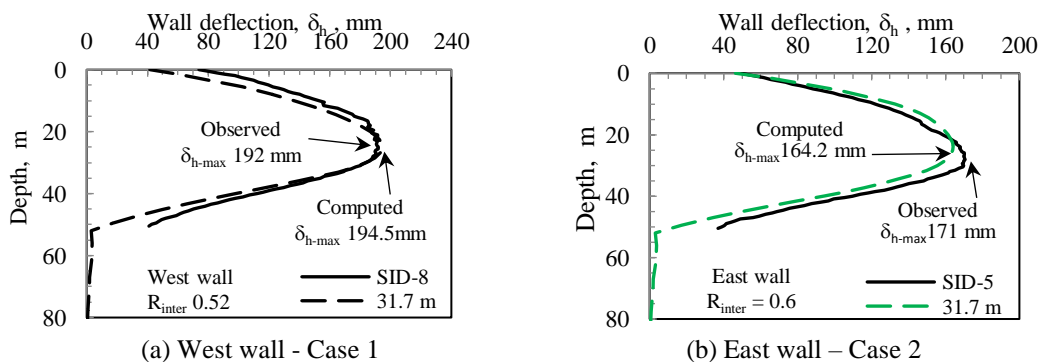 Wall deflection, δh , mm
0 40 80 120 160 200 240
0
20
40
60
80
Depth, m
Observed
δh-max 192 mm
Computed
δh-max 194.5mm
West wall
Rinter 0.52
SID-8
31.7 m
(a) West wall - Case 1
Wall deflection, δh , mm
0 40 80 120 160 200
0
20
40
60
80
Depth, m
Computed
δh-max 164.2 mm
Observed
δh-max 171 mm
East wall
Rinter = 0.6
SID-5
31.7 m
(b) East wall – Case 2